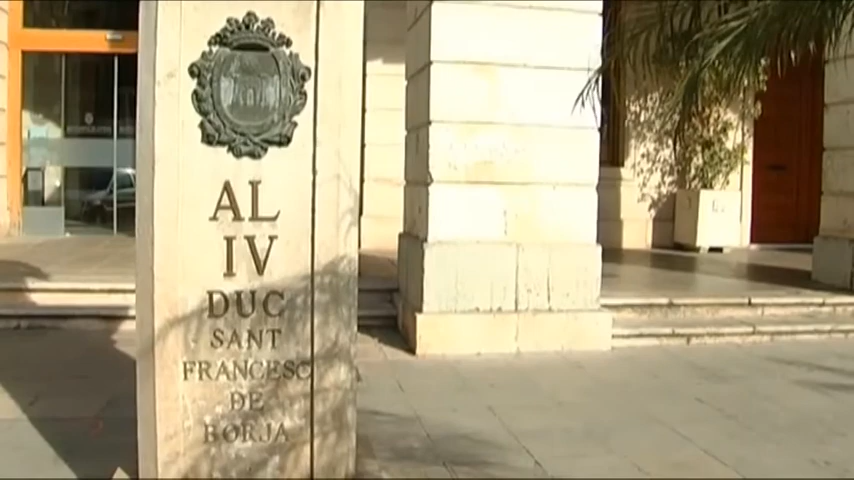 AL
IV
DUC
SANT
FRANCESC
DE
BORJA